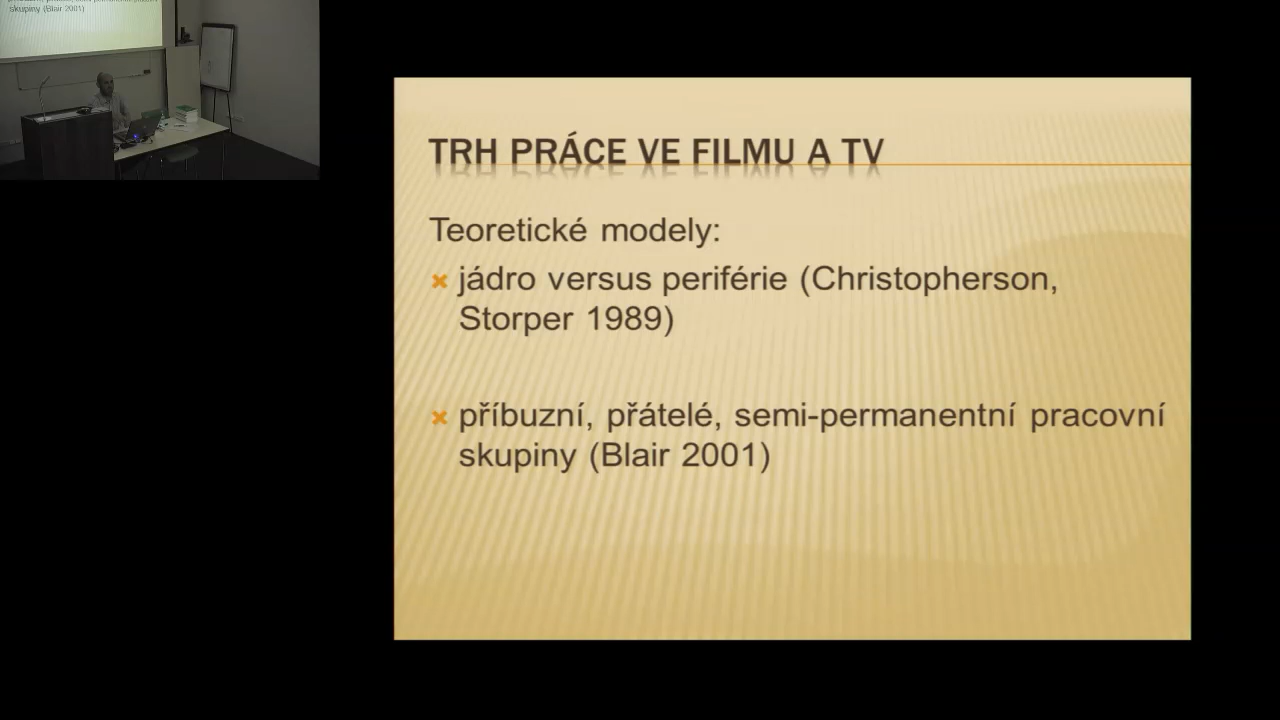 skupiny (Blair 2001)
TRH PRÁCE VE FILMU A TV
Teoretické modely:
jádro versus periférie (Christopherson,
Storper 1989)
příbuzní, přátelé, semi-permanentní pracovní
skupiny (Blair 2001)